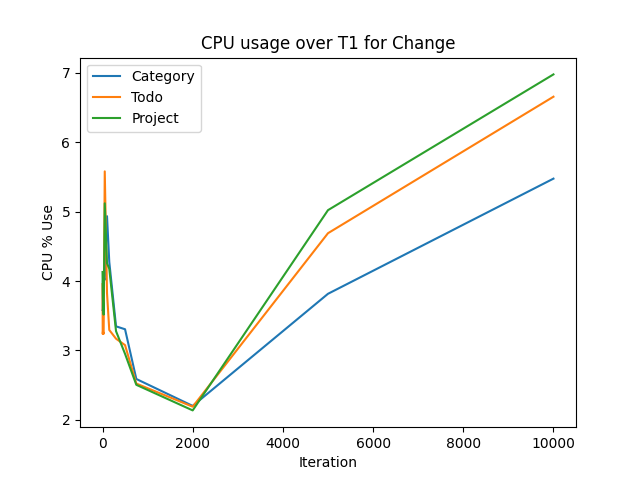 CPU usage over T1 for Change
Category
Todo
Project
CPU % Use
7
6
5
4
3
2
0
2000
4000
6000
8000
10000
Iteration